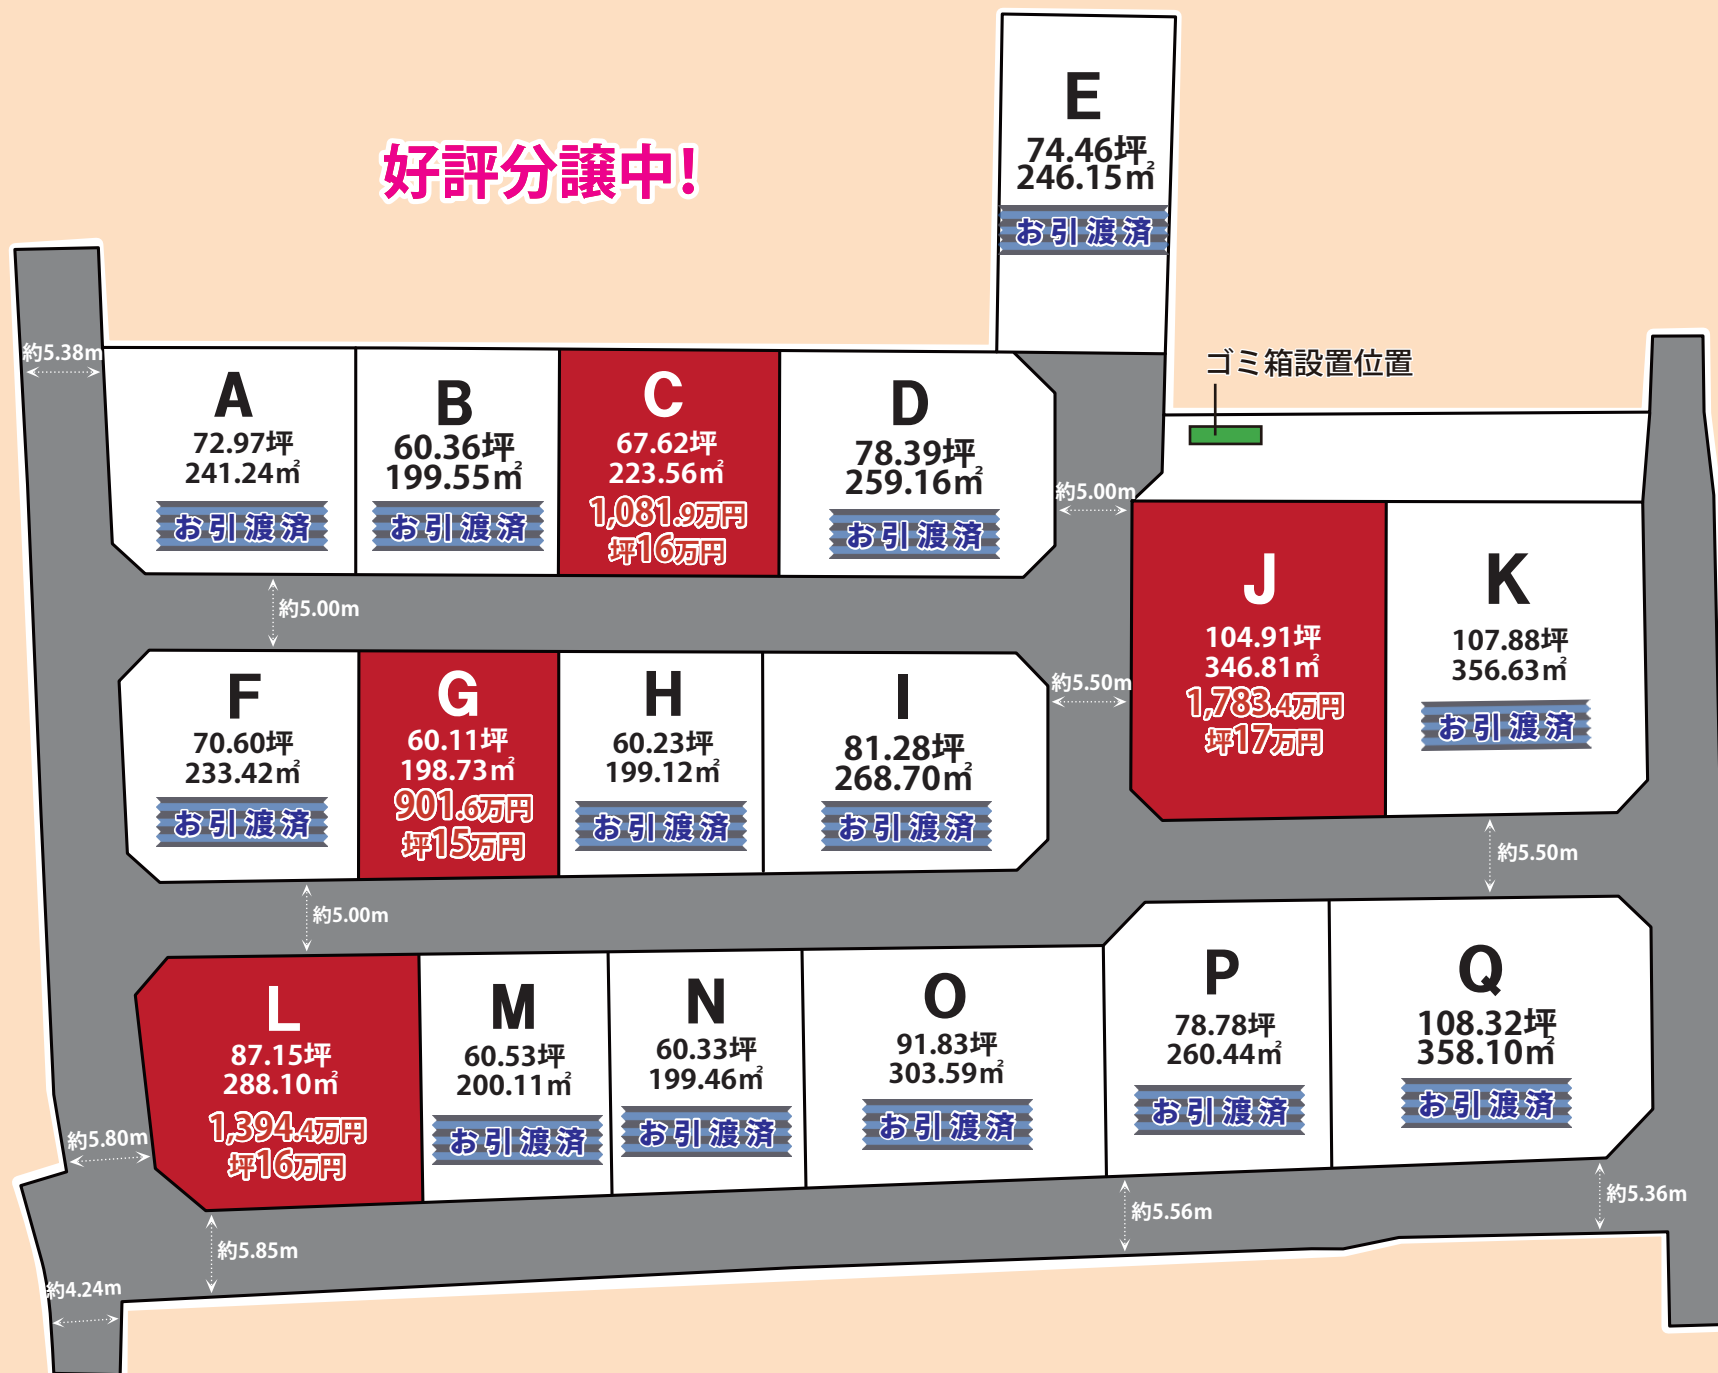 好評分譲中!
E
74.46坪
246.15㎡
お引渡済
約5.38m
ゴミ箱設置位置
A
72.97坪
241.24㎡
お引渡済
B
60.36坪
199.55㎡
お引渡済
C
67.62坪
223.56㎡
1,081.9万円
坪16万円
D
78.39坪
259.16㎡
お引渡済
約5.00m
約5.00m
J
104.91坪
346.81㎡
1,783.4万円
坪17万円
K
107.88坪
356.63㎡
お引渡済
F
70.60坪
233.42㎡
お引渡済
G
60.11坪
198.73㎡
901.6万円
坪15万円
H
60.23坪
199.12㎡
お引渡済
I
81.28坪
268.70㎡
お引渡済
約5.50m
約5.50m
約5.00m
L
87.15坪
288.10㎡
1,394.4万円
坪16万円
M
60.53坪
200.11㎡
お引渡済
N
60.33坪
199.46㎡
お引渡済
O
91.83坪
303.59㎡
お引渡済
P
78.78坪
260.44㎡
お引渡済
Q
108.32坪
358.10㎡
お引渡済
約5.80m
約5.36m
約5.56m
約5.85m
約4.24m